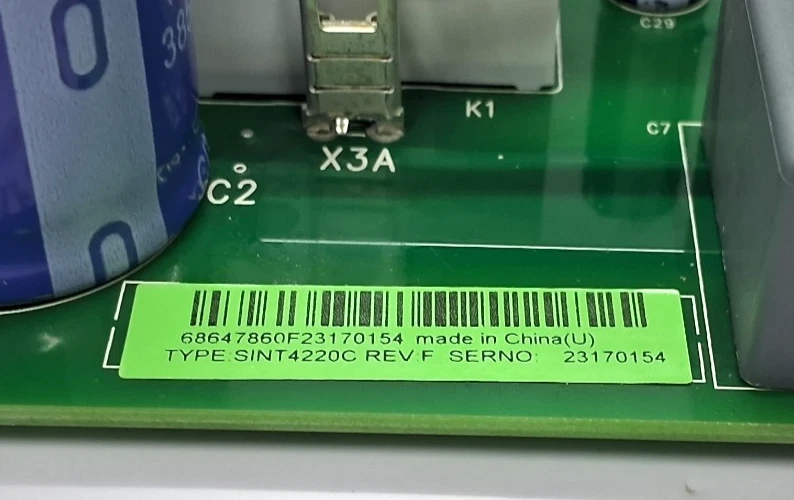 C29
K1
C7
X3A
C2
68647860F23170154 made in China(U)
TYPE:SINT4220C REV:F SERNO: 23170154